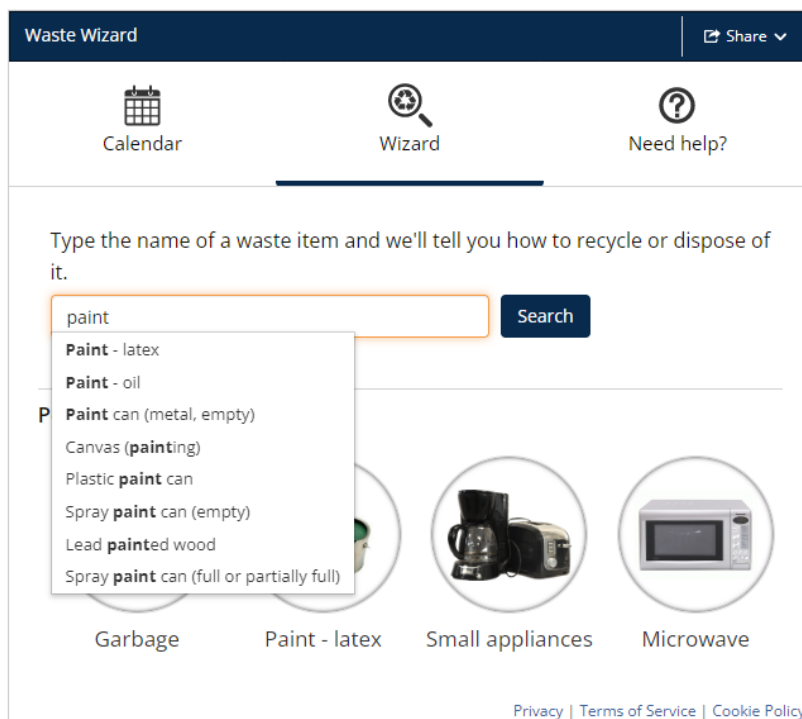 Waste Wizard
Share
Calendar
Wizard
Need help?
Type the name of a waste item and we'll tell you how to recycle or dispose of
it.
paint
Search
Paint - latex
Paint - oil
P
Paint can (metal, empty)
Canvas (painting)
Plastic paint can
Spray paint can (empty)
Lead painted wood
Spray paint can (full or partially full)
Garbage
Paint - latex
Small appliances
Microwave
Privacy | Terms of Service | Cookie Policy